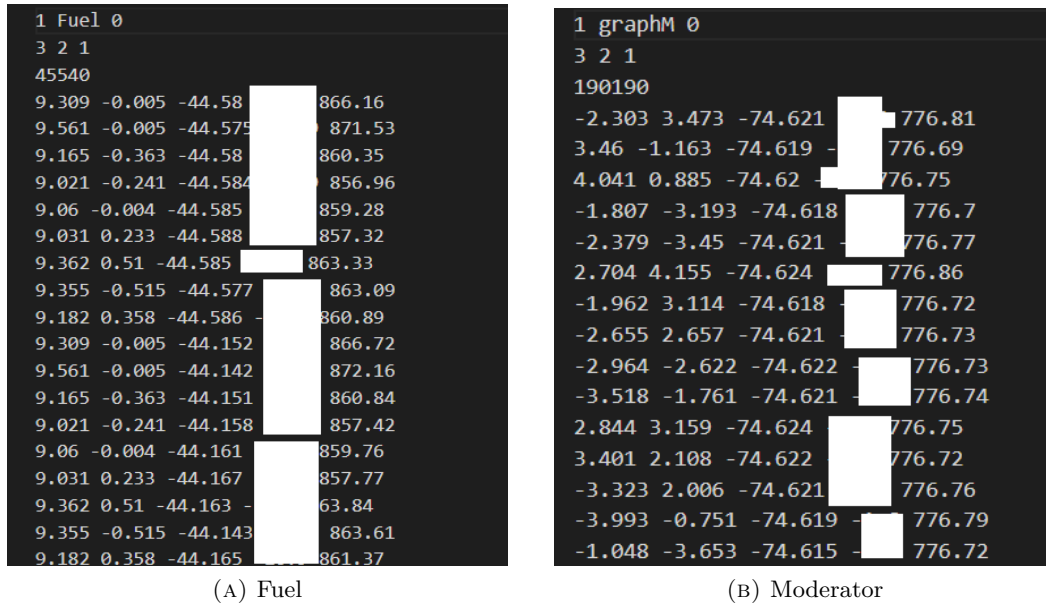 1 Fuel 0
3 2 1
45540
9.309 -0.005 -44.58 866.16
9.561 -0.005 -44.575 871.53
9.165 -0.363 -44.58 860.35
9.021 -0.241 -44.584 856.96
9.06 -0.004 -44.585 859.28
9.031 0.233 -44.588 857.32
9.362 0.51 -44.585 863.33
9.355 -0.515 -44.577 863.09
9.182 0.358 -44.586 - 860.89
9.309 -0.005 -44.152 866.72
9.561 -0.005 -44.142 872.16
9.165 -0.363 -44.151 860.84
9.021 -0.241 -44.158 857.42
9.06 -0.004 -44.161 859.76
9.031 0.233 -44.167 857.77
9.362 0.51 -44.163 - 63.84
9.355 -0.515 -44.143 863.61
9.182 0.358 -44.165 861.37
(A) Fuel
1 graphM 0
3 2 1
190190
-2.303 3.473 -74.621 776.81
3.46 -1.163 -74.619 - 776.69
4.041 0.885 -74.62 - 776.75
-1.807 -3.193 -74.618 776.7
-2.379 -3.45 -74.621 - 776.77
2.704 4.155 -74.624 776.86
-1.962 3.114 -74.618 - 776.72
-2.655 2.657 -74.621 - 776.73
-2.964 -2.622 -74.622 - 776.73
-3.518 -1.761 -74.621 - 776.74
2.844 3.159 -74.624 776.75
3.401 2.108 -74.622 776.72
-3.323 2.006 -74.621 776.76
-3.993 -0.751 -74.619 - 776.79
-1.048 -3.653 -74.615 - 776.72
(B) Moderator